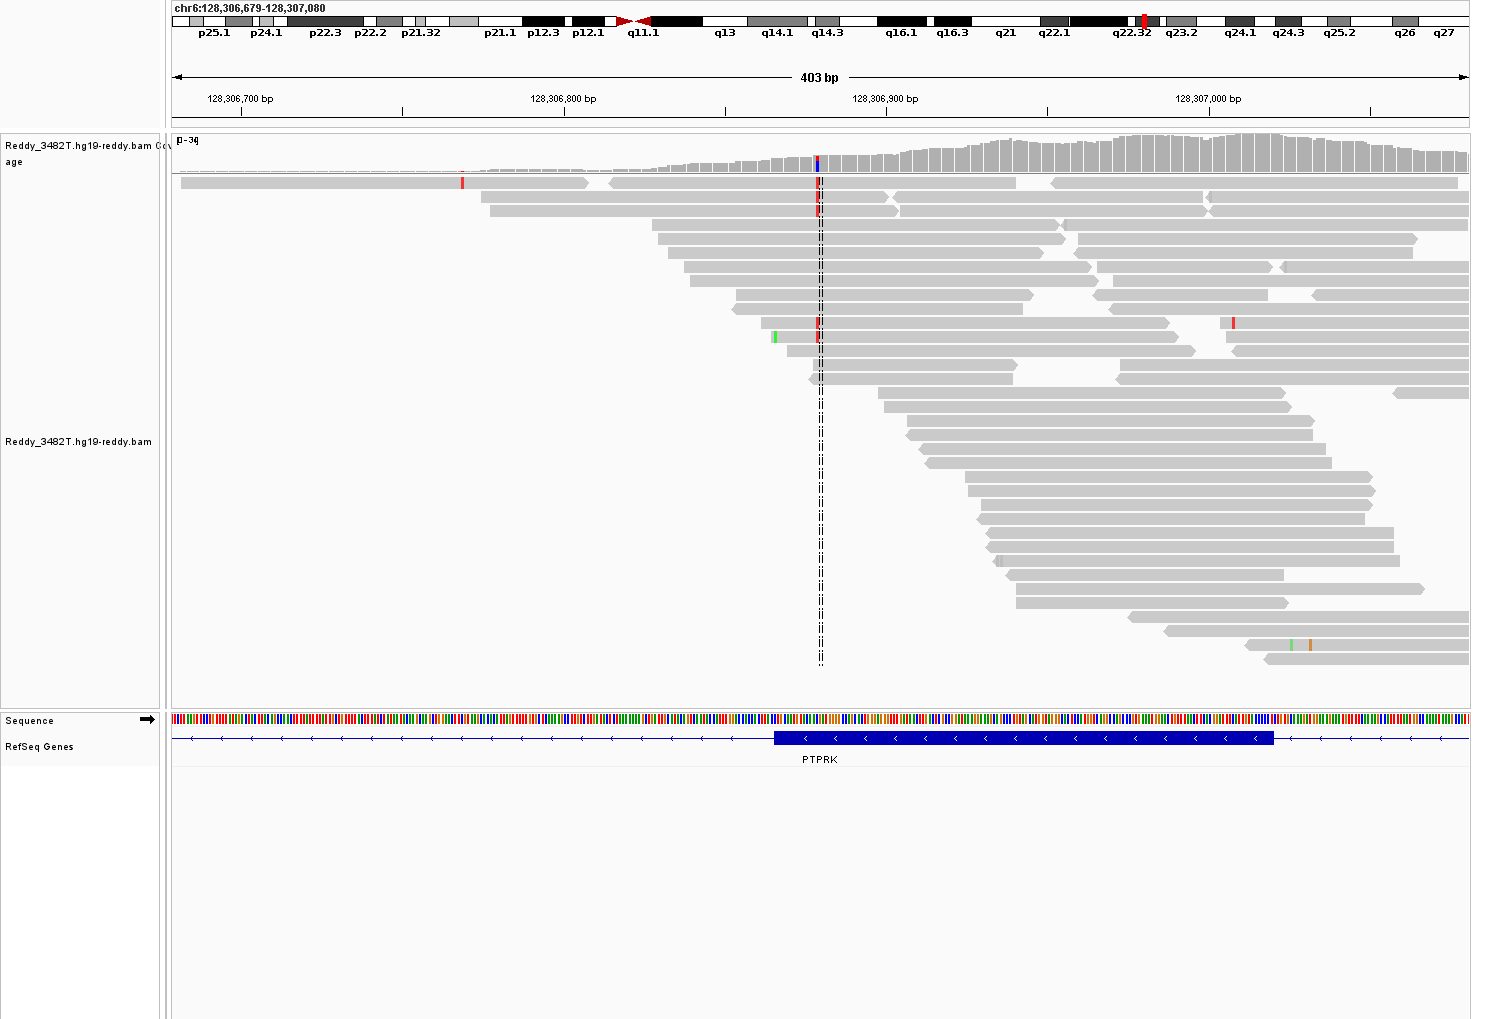 chr6:128,306,679-128,307,080
p25.1 p24.1 p22.3 p22.2 p21.32 p21.1 p12.3 p12.1 q11.1 q13 q14.1 q14.3 q16.1 q16.3 q21 q22.1 q22.32 q23.2 q24.1 q24.3 q25.2 q26 q27
403 bp
128,306,700 bp 128,306,800 bp 128,306,900 bp 128,307,000 bp
Reddy_3482T.hg19-reddy.bam Cov
age
Reddy_3482T.hg19-reddy.bam
Sequence
RefSeq Genes
PTPRK